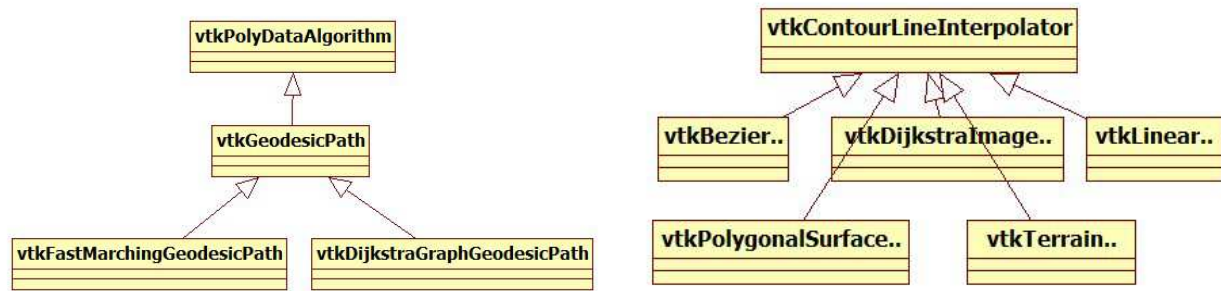 vtkPolyDataAlgorithm
vtkGeodesicPath
vtkFastMarchingGeodesicPath
vtkDijkstraGraphGeodesicPath
vtkContourLineInterpolator
vtkBezier..
vtkDijkstraImage..
vtkLinear..
vtkPolygonalSurface..
vtkTerrain..